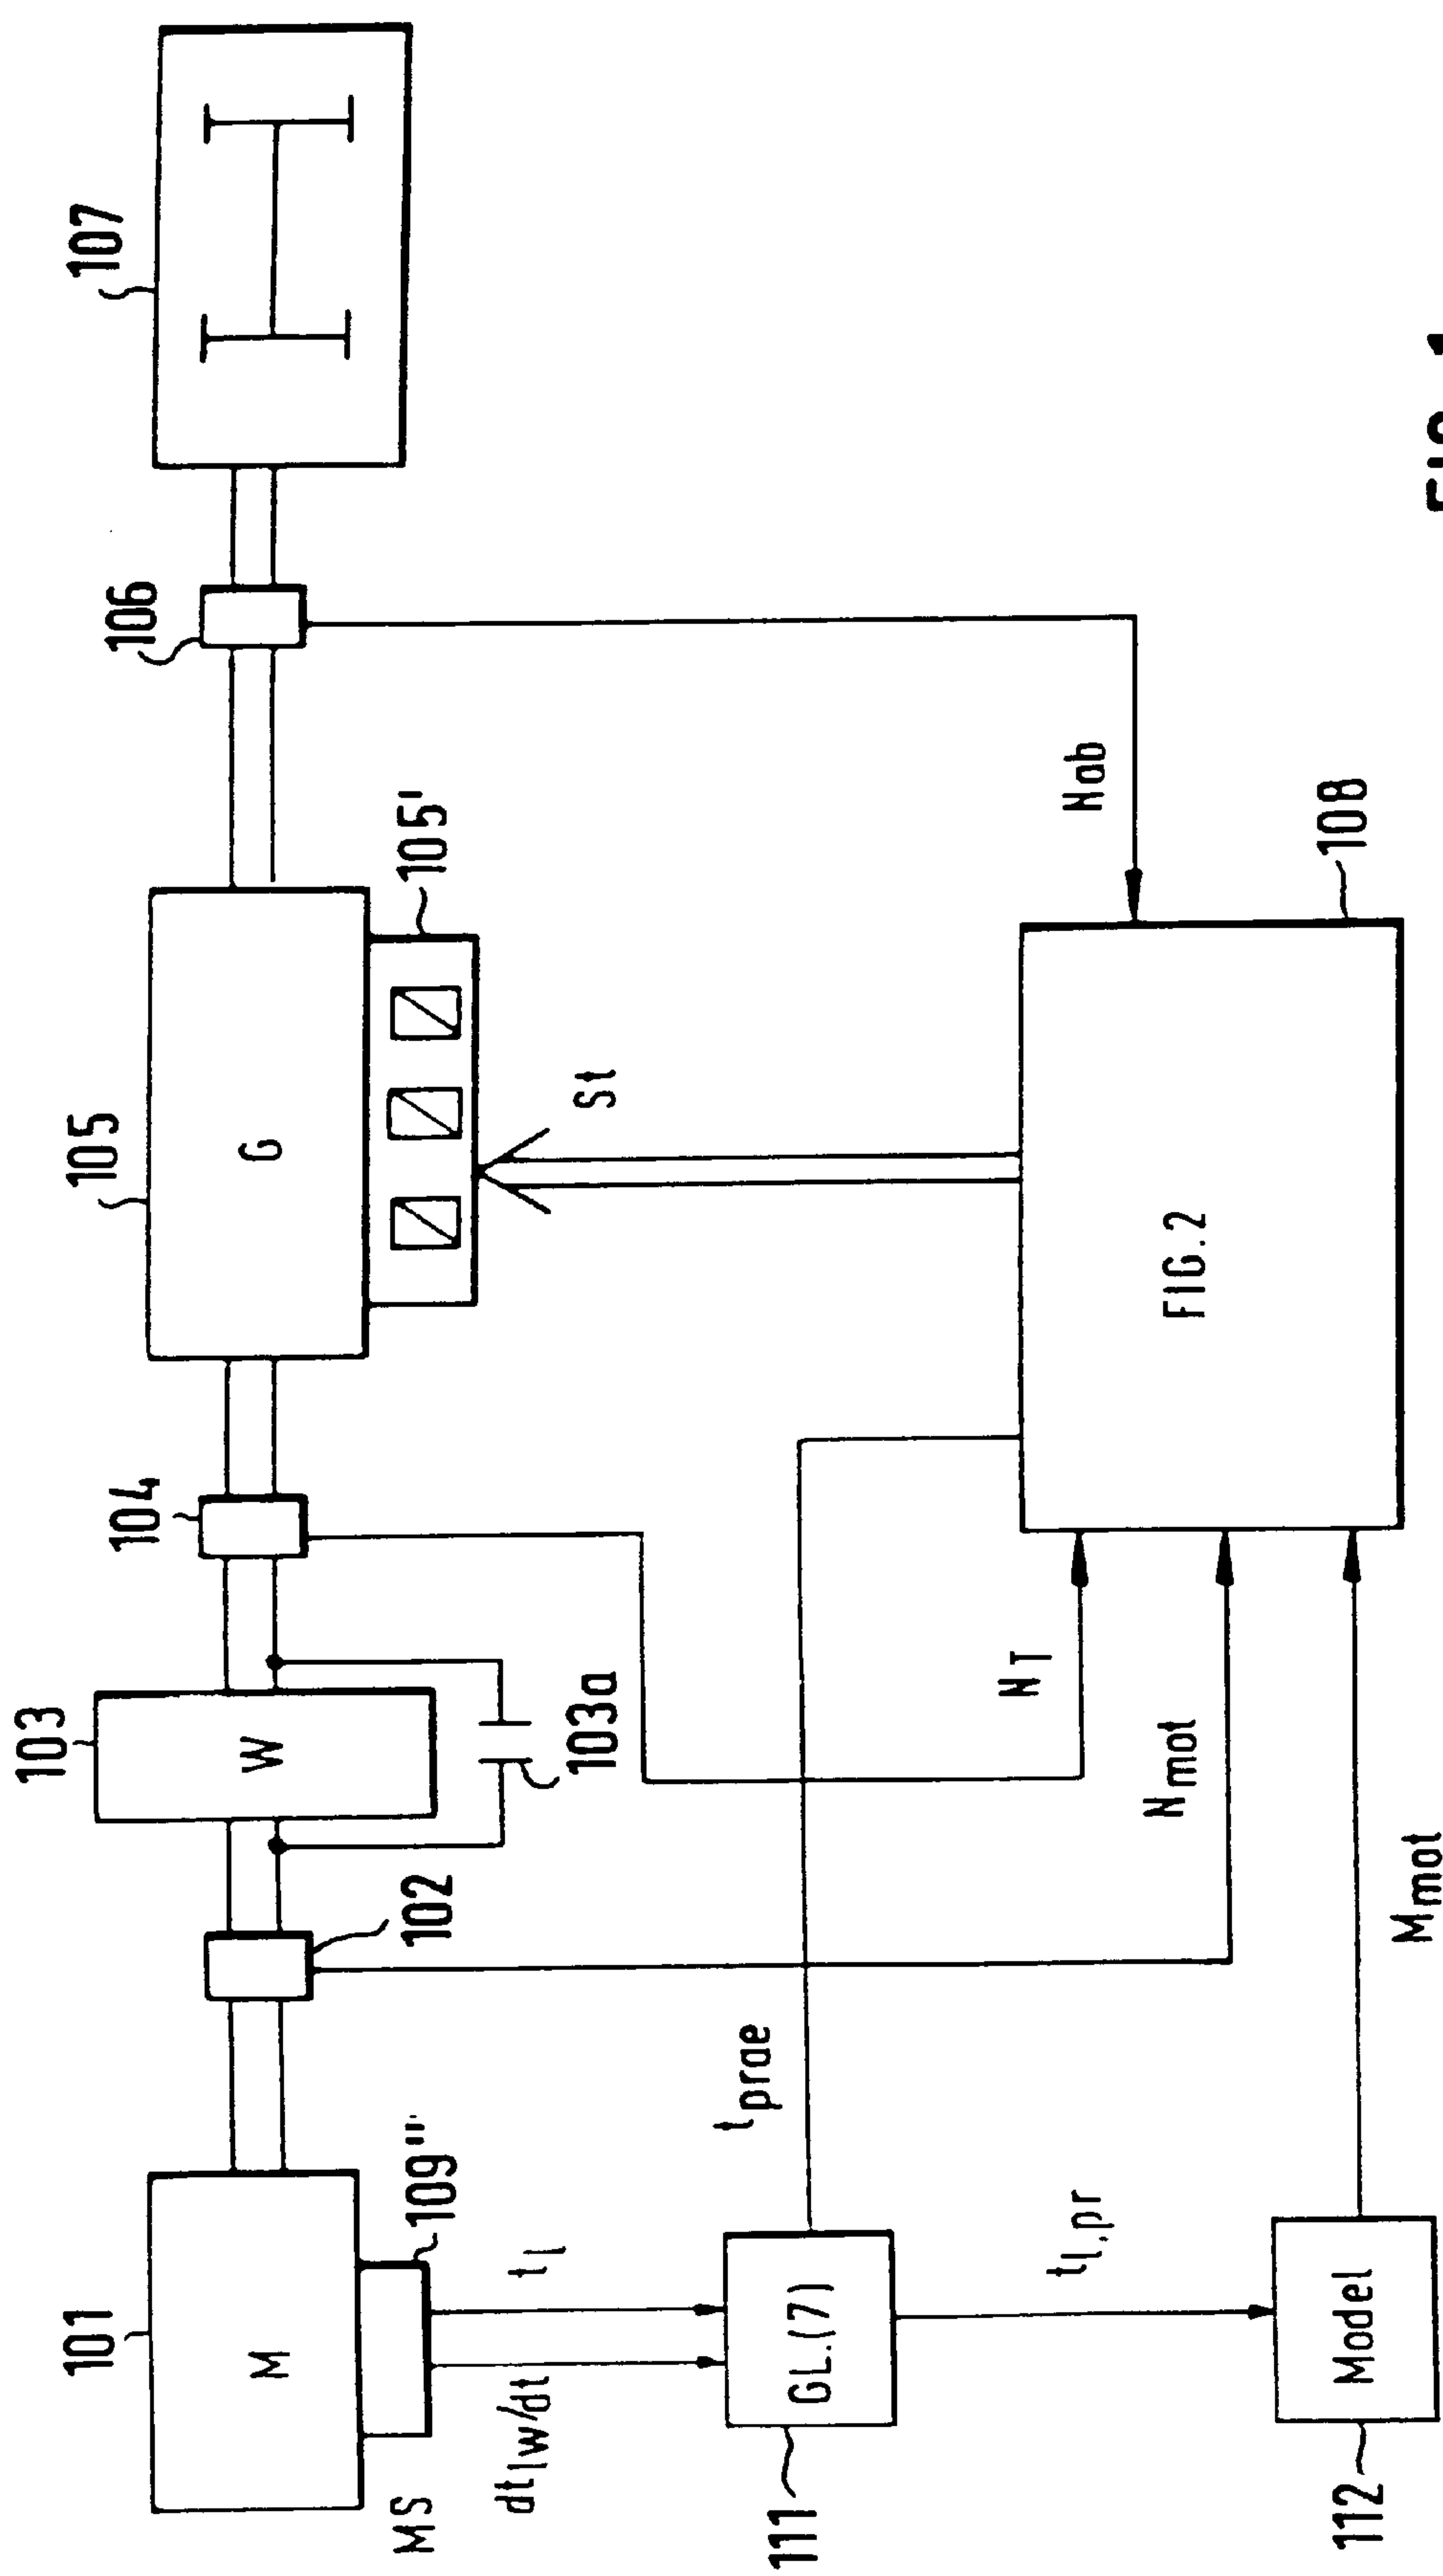 101
M
MS
109"
102
103
W
103a
104
105
G
105'
106
107
dtlw/dt
tl
111
GL.(7)
tprae
tl,pr
112
Model
Mmot
Nmot
NT
St
Nab
FIG.2
108